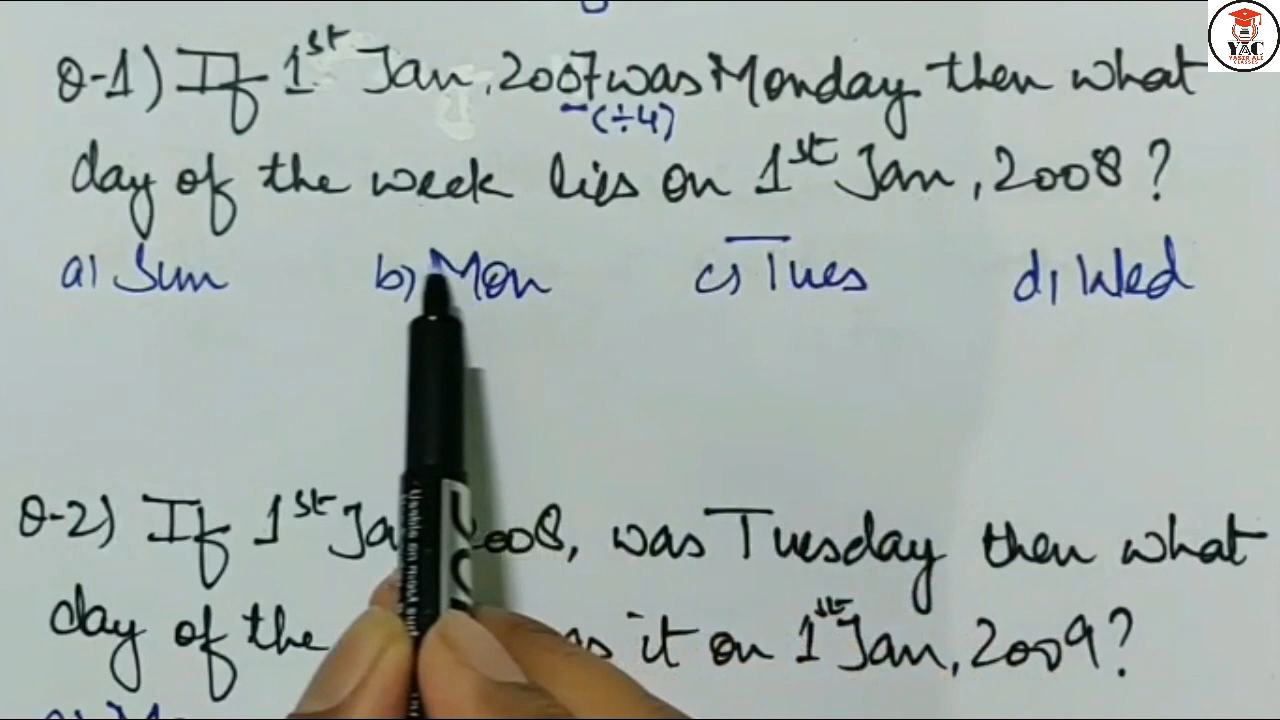 Q-1) If 1st Jan, 2007 was Monday then what
(÷4)
day of the week lies on 1st Jan, 2008?
a) Sun b) Mon c) Tues d) Wed
Q-2) If 1st Ja 2008, was Tuesday then what
day of the it on 1st Jan, 2009?
YAC